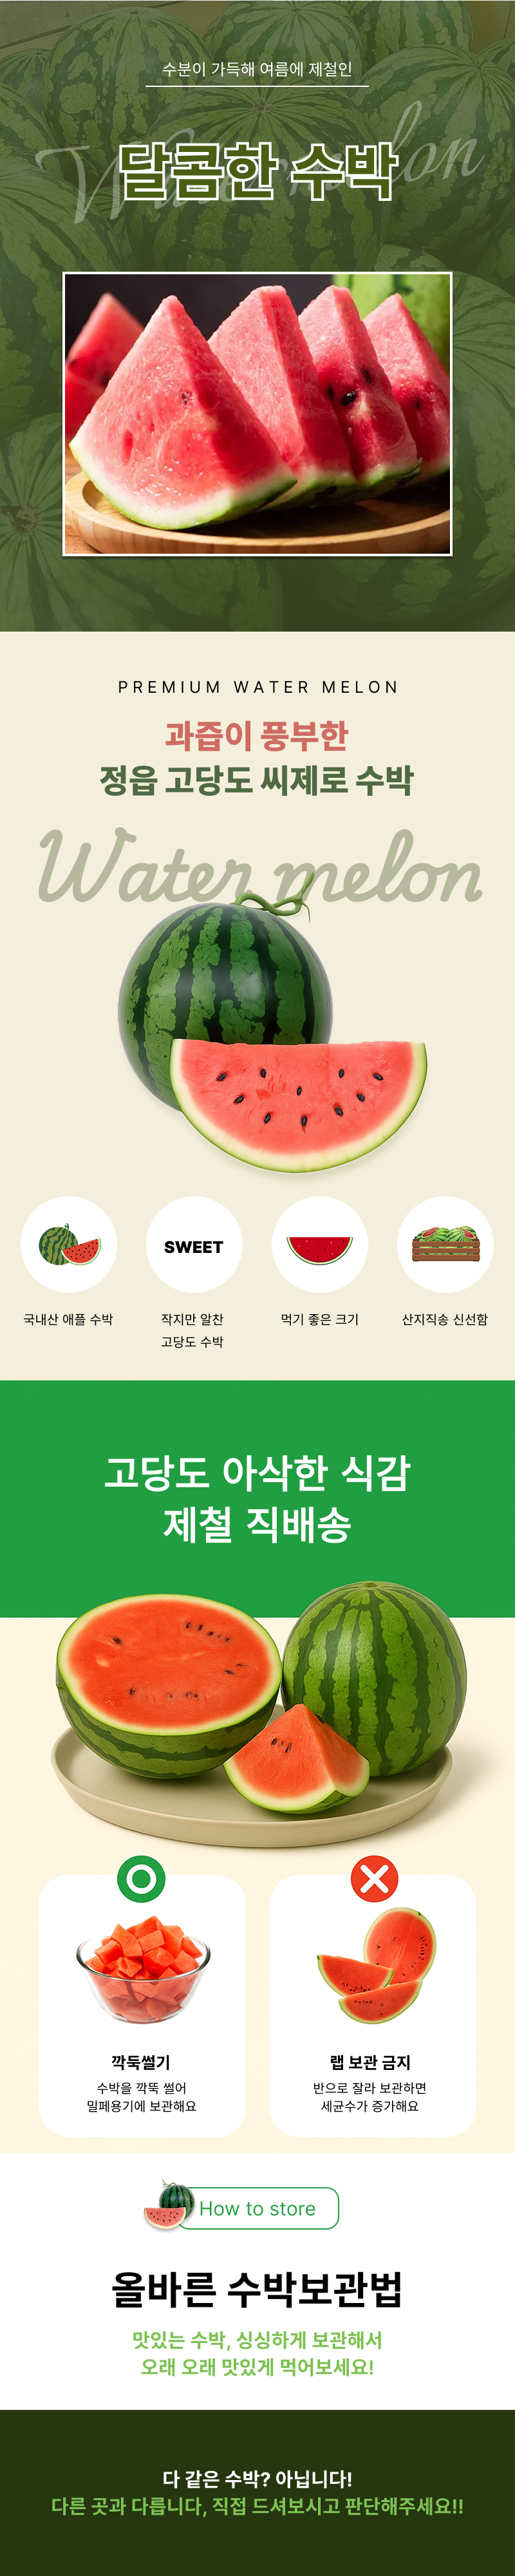 수분이 가득해 여름에 제철인
Watermelon
달콤한 수박
PREMIUM WATER MELON
과즙이 풍부한
정읍 고당도 씨제로 수박
Water melon
SWEET
국내산 애플 수박
작지만 알찬
고당도 수박
먹기 좋은 크기
산지직송 신선함
고당도 아삭한 식감
제철 직배송
깍둑썰기
수박을 깍뚝 썰어
밀폐용기에 보관해요
랩 보관 금지
반으로 잘라 보관하면
세균수가 증가해요
How to store
올바른 수박보관법
맛있는 수박, 싱싱하게 보관해서
오래 오래 맛있게 먹어보세요!
다 같은 수박? 아닙니다!
다른 곳과 다릅니다, 직접 드셔보시고 판단해주세요!!